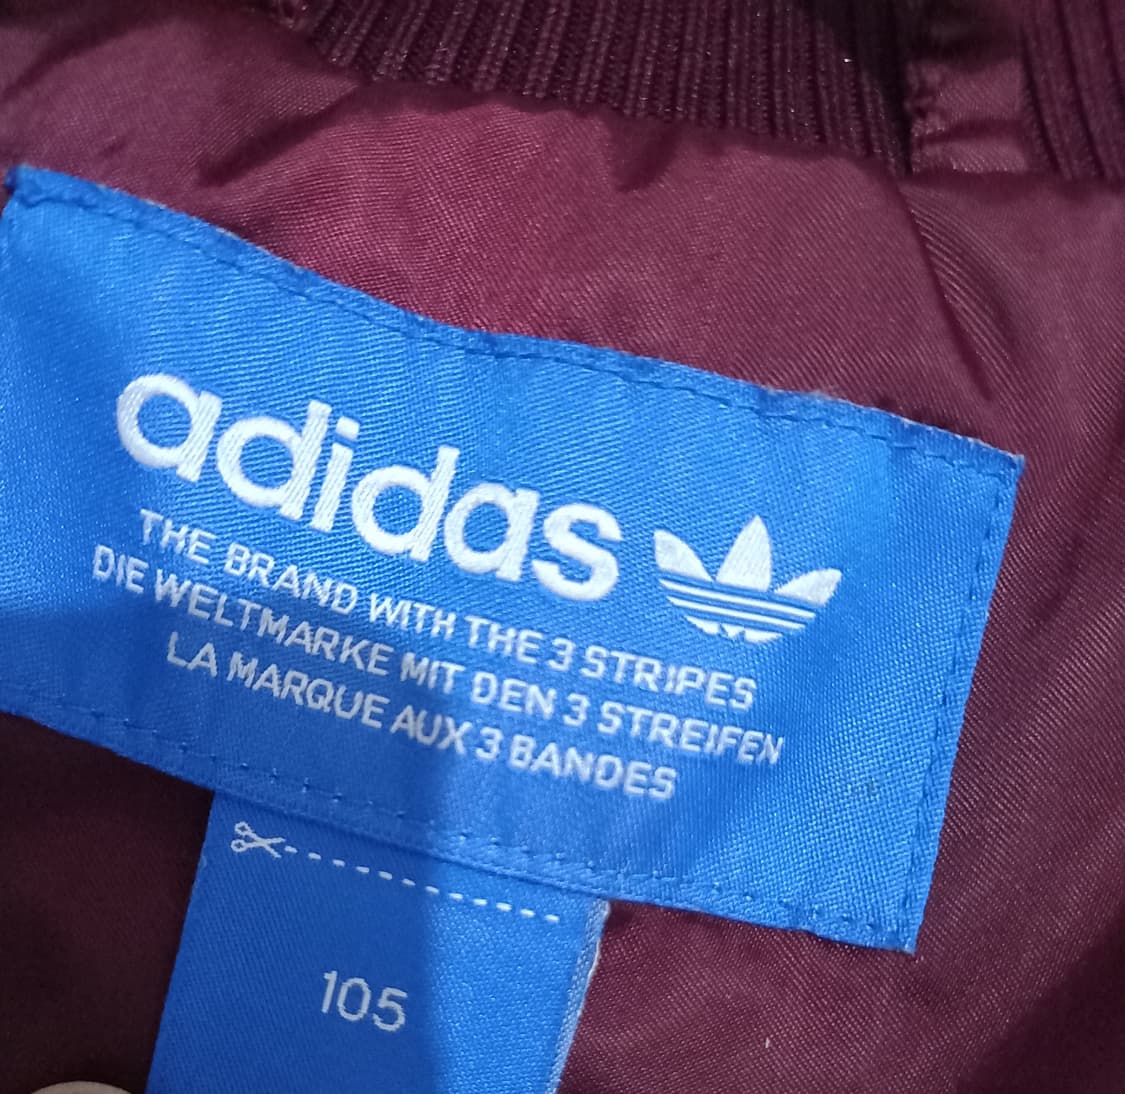 adidas
THE BRAND WITH THE 3 STRIPES
DIE WELTMARKE MIT DEN 3 STREIFEN
LA MARQUE AUX 3 BANDES
105